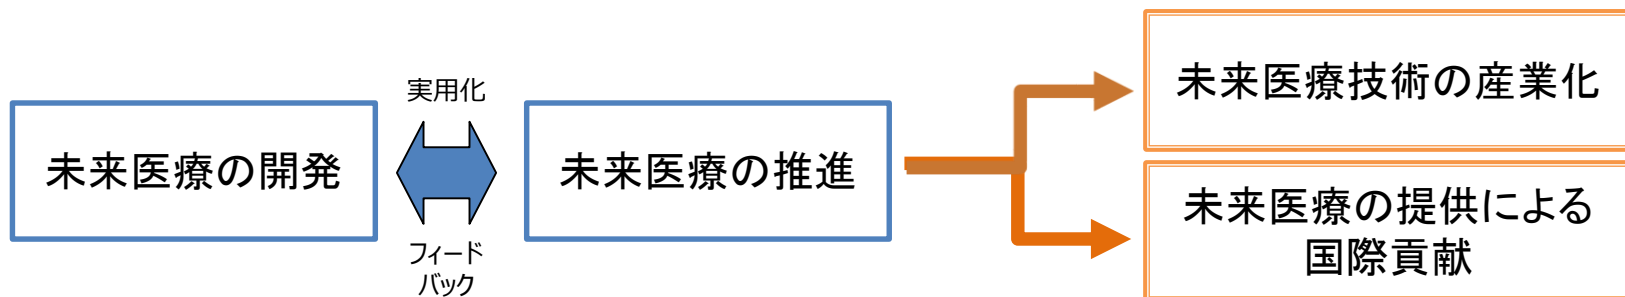 未来医療の開発
実用化
フィード
バック
未来医療の推進
未来医療技術の産業化
未来医療の提供による
国際貢献